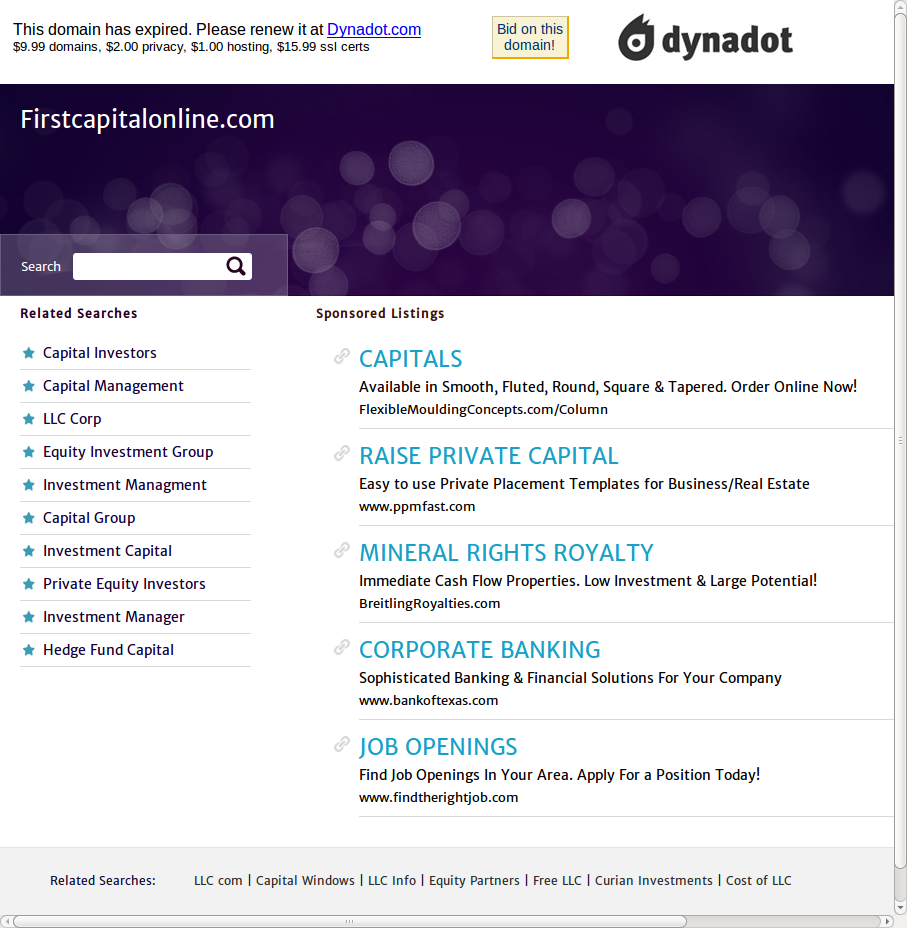 This domain has expired. Please renew it at Dynadot.com
$9.99 domains, $2.00 privacy, $1.00 hosting, $15.99 ssl certs
Bid on this
domain!
dynadot
Firstcapitalonline.com
Search
Related Searches
Capital Investors
Capital Management
LLC Corp
Equity Investment Group
Investment Managment
Capital Group
Investment Capital
Private Equity Investors
Investment Manager
Hedge Fund Capital
Sponsored Listings
CAPITALS
Available in Smooth, Fluted, Round, Square & Tapered. Order Online Now!
FlexibleMouldingConcepts.com/Column
RAISE PRIVATE CAPITAL
Easy to use Private Placement Templates for Business/Real Estate
www.ppmfast.com
MINERAL RIGHTS ROYALTY
Immediate Cash Flow Properties. Low Investment & Large Potential!
BreitlingRoyalties.com
CORPORATE BANKING
Sophisticated Banking & Financial Solutions For Your Company
www.bankoftexas.com
JOB OPENINGS
Find Job Openings In Your Area. Apply For a Position Today!
www.findtherightjob.com
Related Searches: LLC com | Capital Windows | LLC Info | Equity Partners | Free LLC | Curian Investments | Cost of LLC